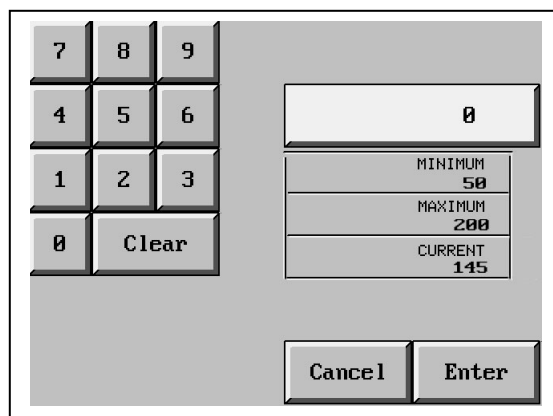 7 8 9
4 5 6
1 2 3
0 Clear
0
MINIMUM
50
MAXIMUM
200
CURRENT
145
Cancel Enter